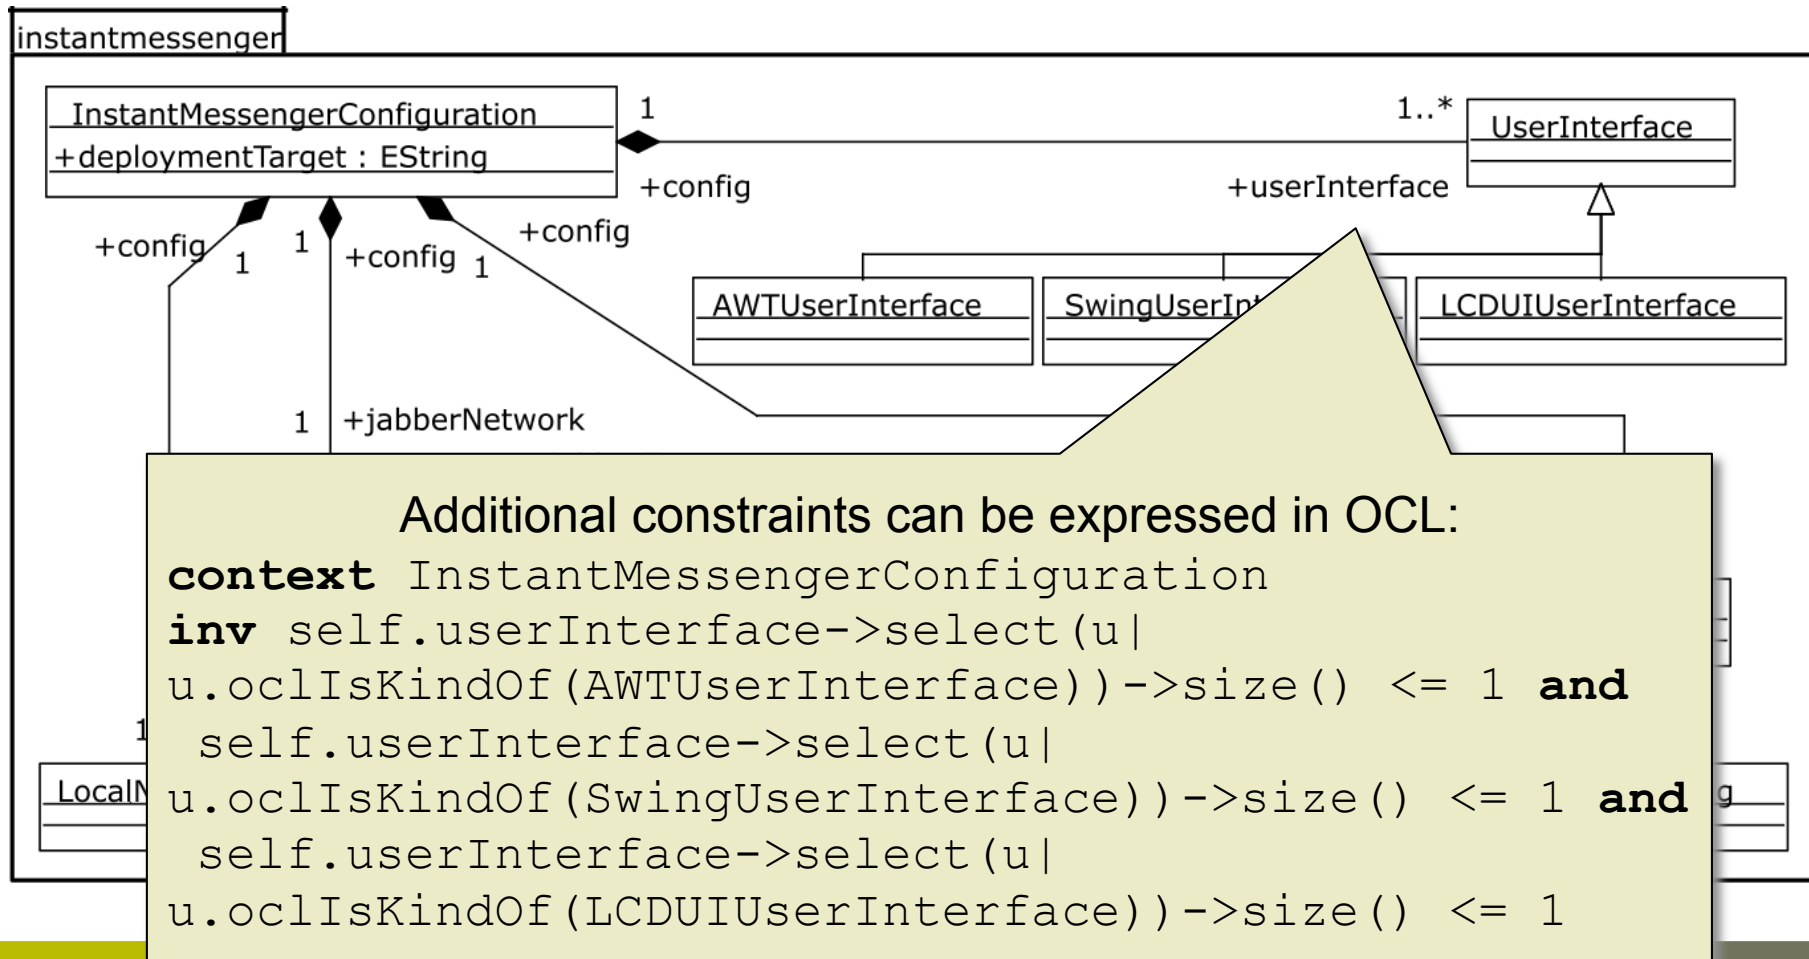 instantmessenger
InstantMessengerConfiguration
+deploymentTarget : EString
1
1..*
UserInterface
+config
+userInterface
+config
1
1
+config
1
+config
AWTUserInterface
LCDUIUserInterface
1
+jabberNetwork
Additional constraints can be expressed in OCL:
context InstantMessengerConfiguration
inv self.userInterface->select(u|
u.oclIsKindOf(AWTUserInterface))->size() <= 1 and
self.userInterface->select(u|
u.oclIsKindOf(SwingUserInterface))->size() <= 1 and
self.userInterface->select(u|
u.oclIsKindOf(LCDUIUserInterface))->size() <= 1